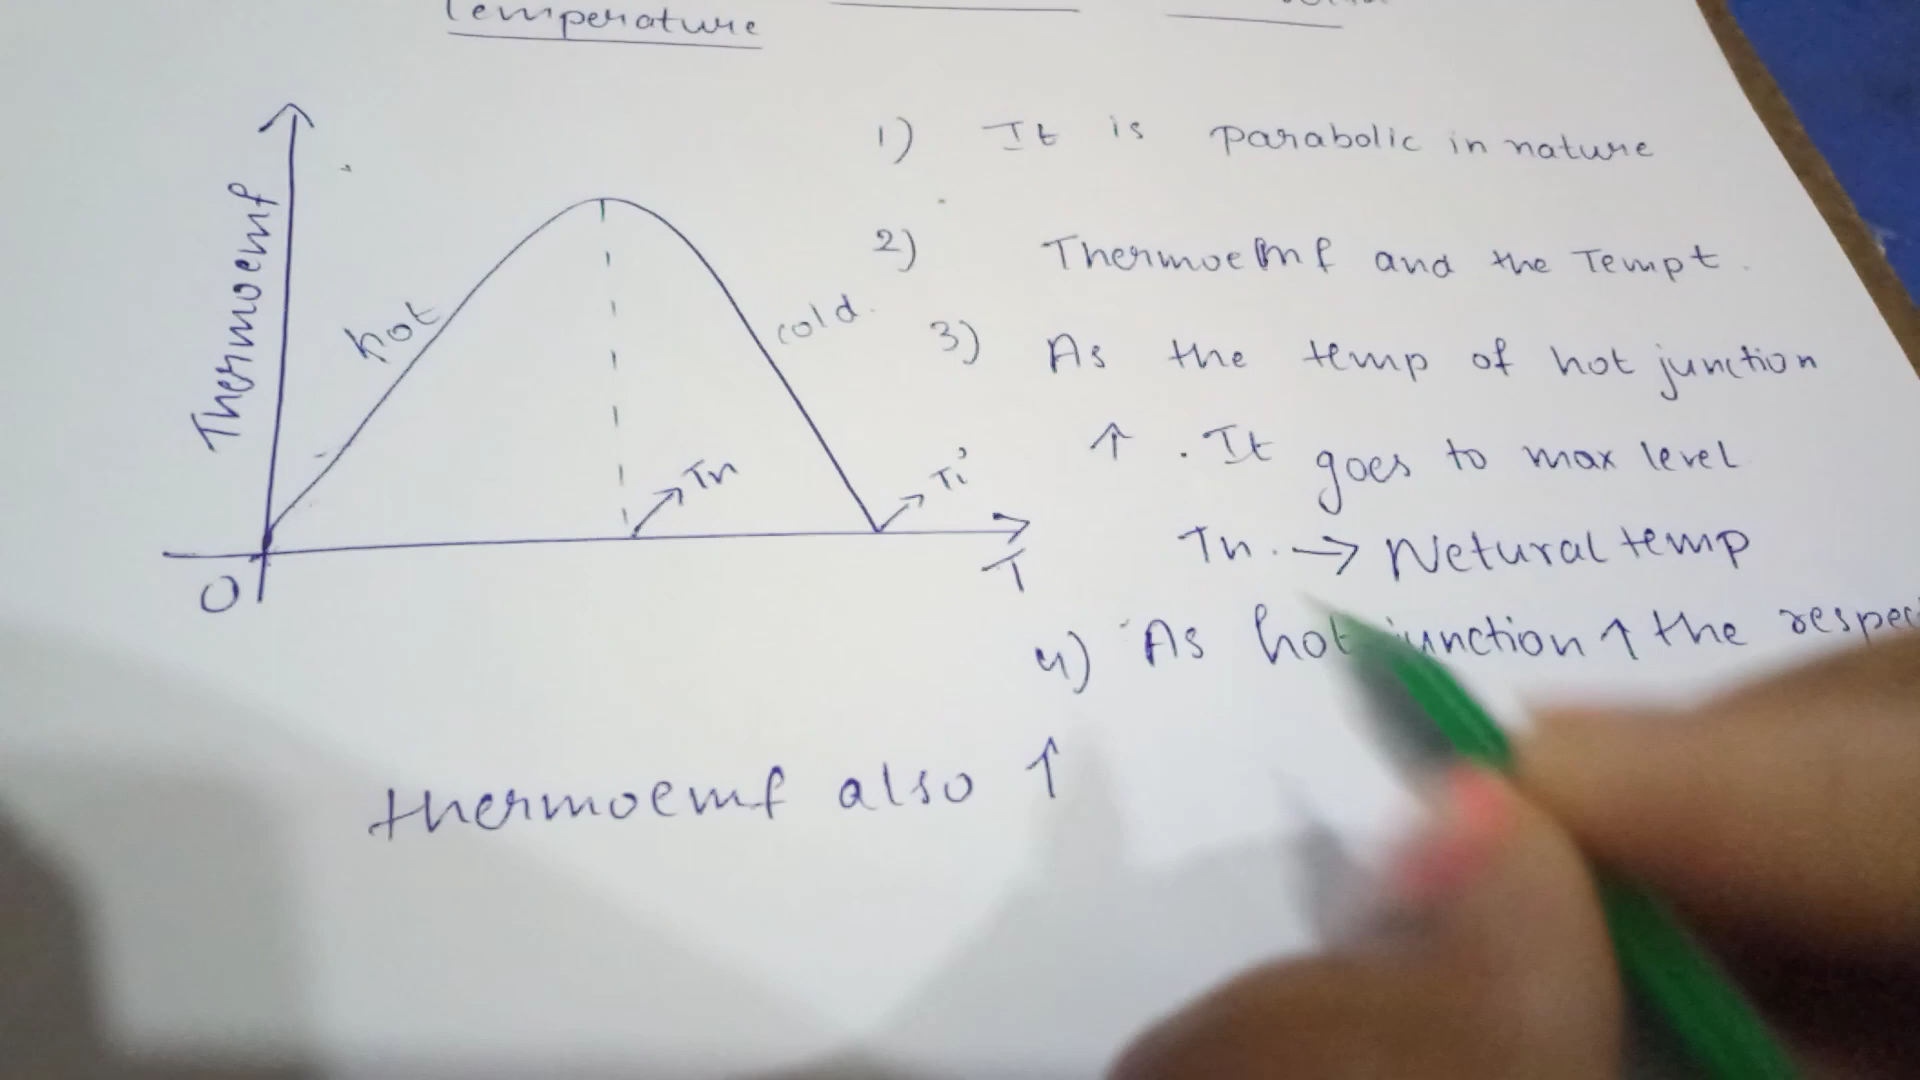 Temperature
Thermoemf
hot
cold.
Tn
Ti
T
O
1) It is parabolic in nature
2) Thermoemf and the Tempt.
3) As the temp of hot junction
↑ . It goes to max level
Tn. → Netural temp
4) As hot junction ↑ the respec
thermoemf also ↑